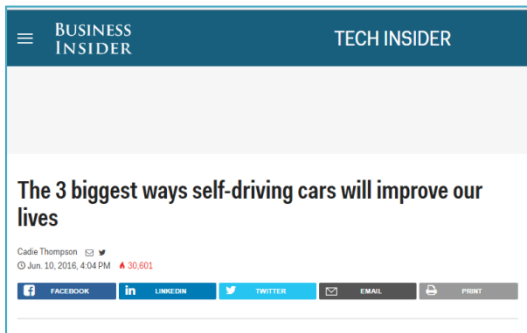 BUSINESS
INSIDER
TECH INSIDER
The 3 biggest ways self-driving cars will improve our
lives
Cadie Thompson
Jun. 10, 2016, 4:04 PM 30,601
FACEBOOK LINKEDIN TWITTER EMAIL PRINT